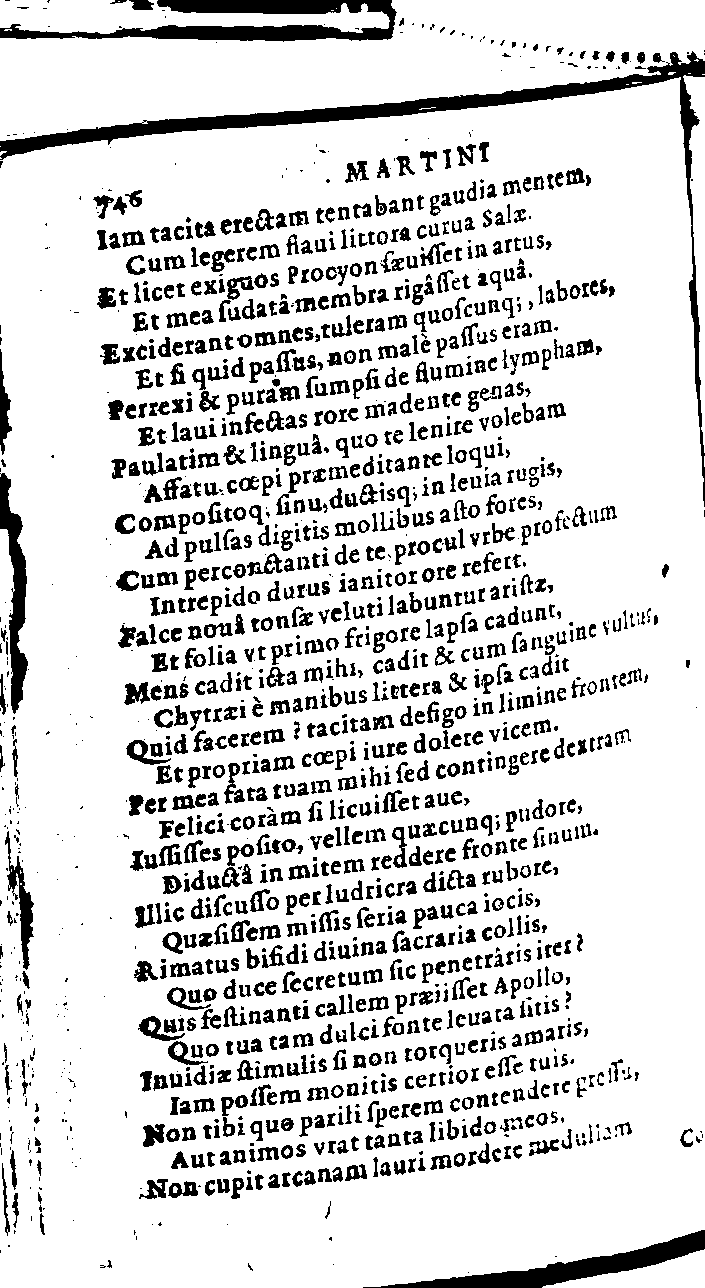 746 MARTINI
Iam tacita erectam tentabant gaudia mentem,
Cum legerem flaui littora curua Salæ.
Et licet exiguos Procyon sæuisset in artus,
Et mea sudatâ membra rigâsset aquâ.
Exciderant omnes, tuleram quoscunq; labores,
Et si quid passus, non malè passus eram.
Perrexi & puram sumpsi de flumine lympham,
Et laui infectas rore madente genas,
Paulatim & linguâ. quo te lenire volebam
Affatu, cœpi præmeditante loqui,
Compositoq; sinu, ductisq; in leuia rugis,
Ad pulsas digitis mollibus asto fores,
Cum percontanti de te, procul vrbe profectum
Intrepido durus ianitor ore refert.
Falce nouâ tonsæ veluti labuntur aristæ,
Et folia vt primo frigore lapsa cadunt,
Mens cadit icta mihi, cadit & cum sanguine vultus,
Chytræi è manibus littera & ipsa cadit
Quid facerem? tacitam defigo in limine frontem,
Et propriam cœpi iure dolere vicem.
Per mea fata tuam mihi sed contingere dextram
Felici coràm si licuisset aue,
Iussisses posito, vellem quæcunq; pudore,
Diductâ in mitem reddere fronte sinum.
Illic discusso per ludricra dicta rubore,
Quæsissem missis seria pauca iocis,
Rimatus bifidi diuina sacraria collis,
Quo duce secretum sic penetrâris iter?
Quis festinanti callem præiisset Apollo,
Quo tua tam dulci fonte leuata sitis?
Inuidiæ stimulis si non torqueris amaris,
Iam possem monitis certior esse tuis.
Non tibi quo parili sperem contendere gressu,
Aut animos vrat tanta libido meos.
Non cupit arcanam lauri mordere medullam